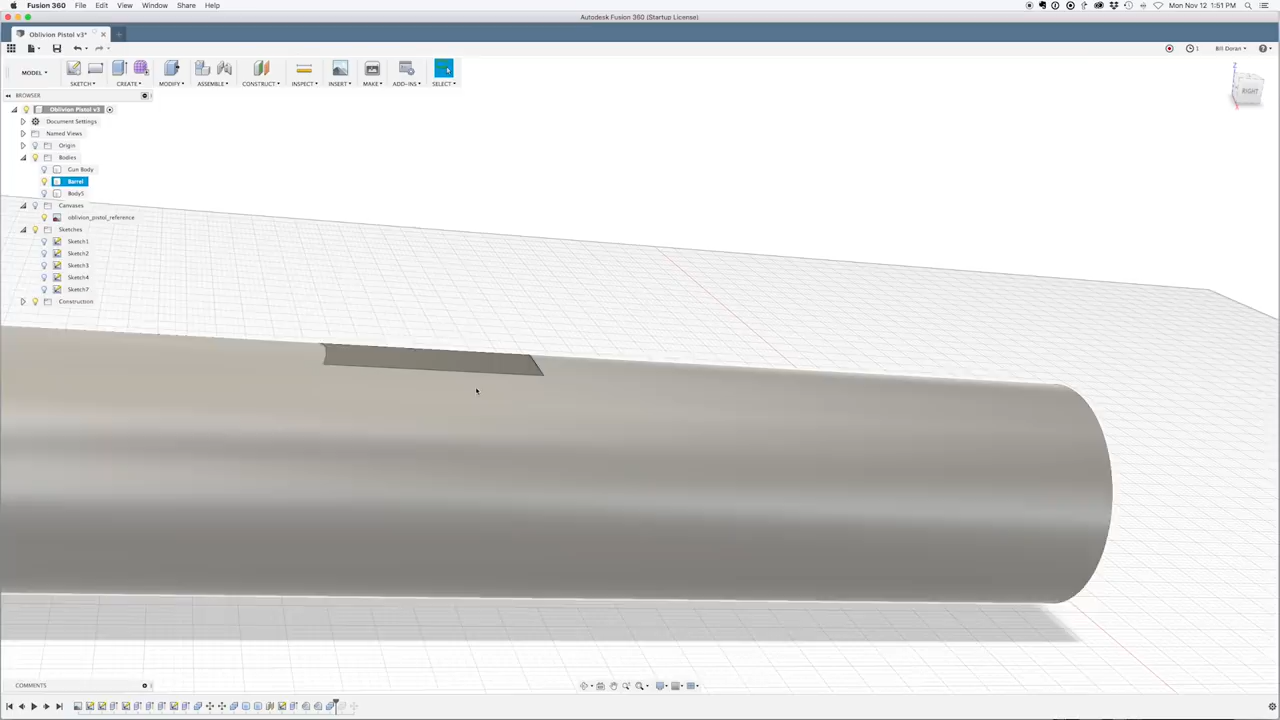 Fusion 360 File Edit View Window Share Help
Mon Nov 12 1:51 PM
Autodesk Fusion 360 (Startup License)
Oblivion Pistol v3*
Bill Doran
1
MODEL
SKETCH
CREATE
MODIFY
ASSEMBLE
CONSTRUCT
INSPECT
INSERT
MAKE
ADD-INS
SELECT
Z
RIGHT
BROWSER
Oblivion Pistol v3
Document Settings
Named Views
Origin
Bodies
Gun Body
Barrel
Body5
Canvases
oblivion_pistol_reference
Sketches
Sketch1
Sketch2
Sketch3
Sketch4
Sketch7
Construction
COMMENTS